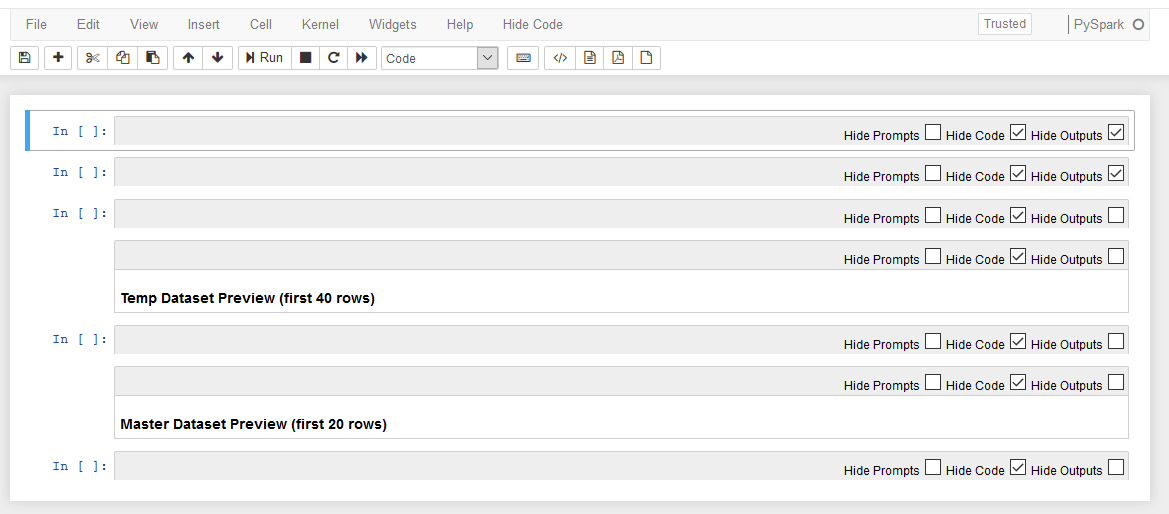 File Edit View Insert Cell Kernel Widgets Help Hide Code Trusted PySpark
Run Code </>
In [ ]: Hide Prompts Hide Code Hide Outputs
In [ ]: Hide Prompts Hide Code Hide Outputs
In [ ]: Hide Prompts Hide Code Hide Outputs
Hide Prompts Hide Code Hide Outputs
Temp Dataset Preview (first 40 rows)
In [ ]: Hide Prompts Hide Code Hide Outputs
Hide Prompts Hide Code Hide Outputs
Master Dataset Preview (first 20 rows)
In [ ]: Hide Prompts Hide Code Hide Outputs